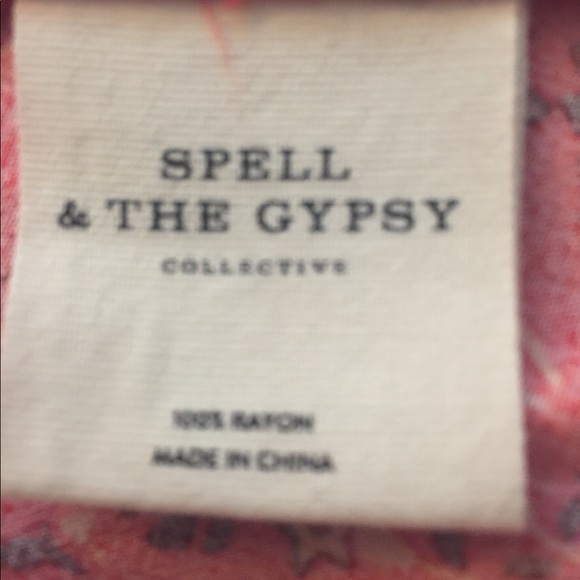 SPELL
& THE GYPSY
COLLECTIVE
100% RAYON
MADE IN CHINA